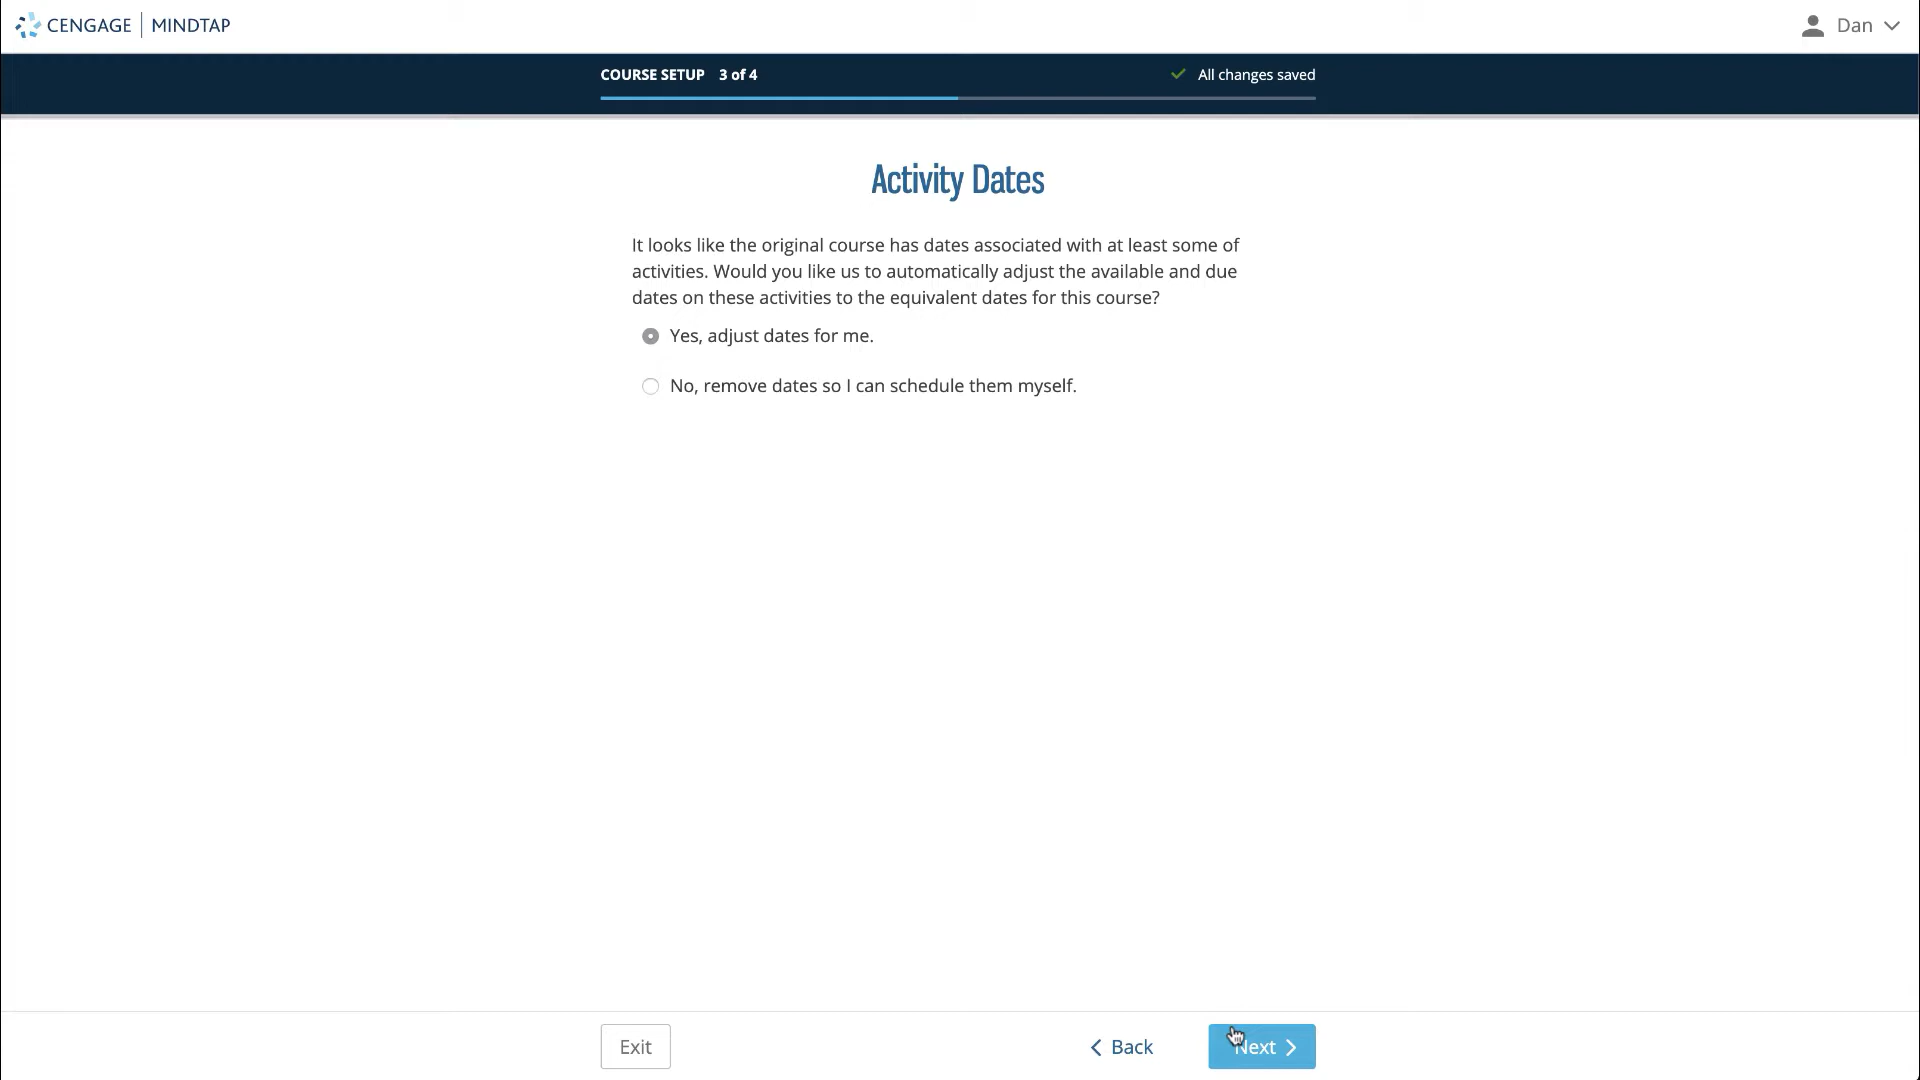 CENGAGE | MINDTAP
Dan
COURSE SETUP 3 of 4
All changes saved
Activity Dates
It looks like the original course has dates associated with at least some of
activities. Would you like us to automatically adjust the available and due
dates on these activities to the equivalent dates for this course?
Yes, adjust dates for me.
No, remove dates so I can schedule them myself.
Exit
Back
Next